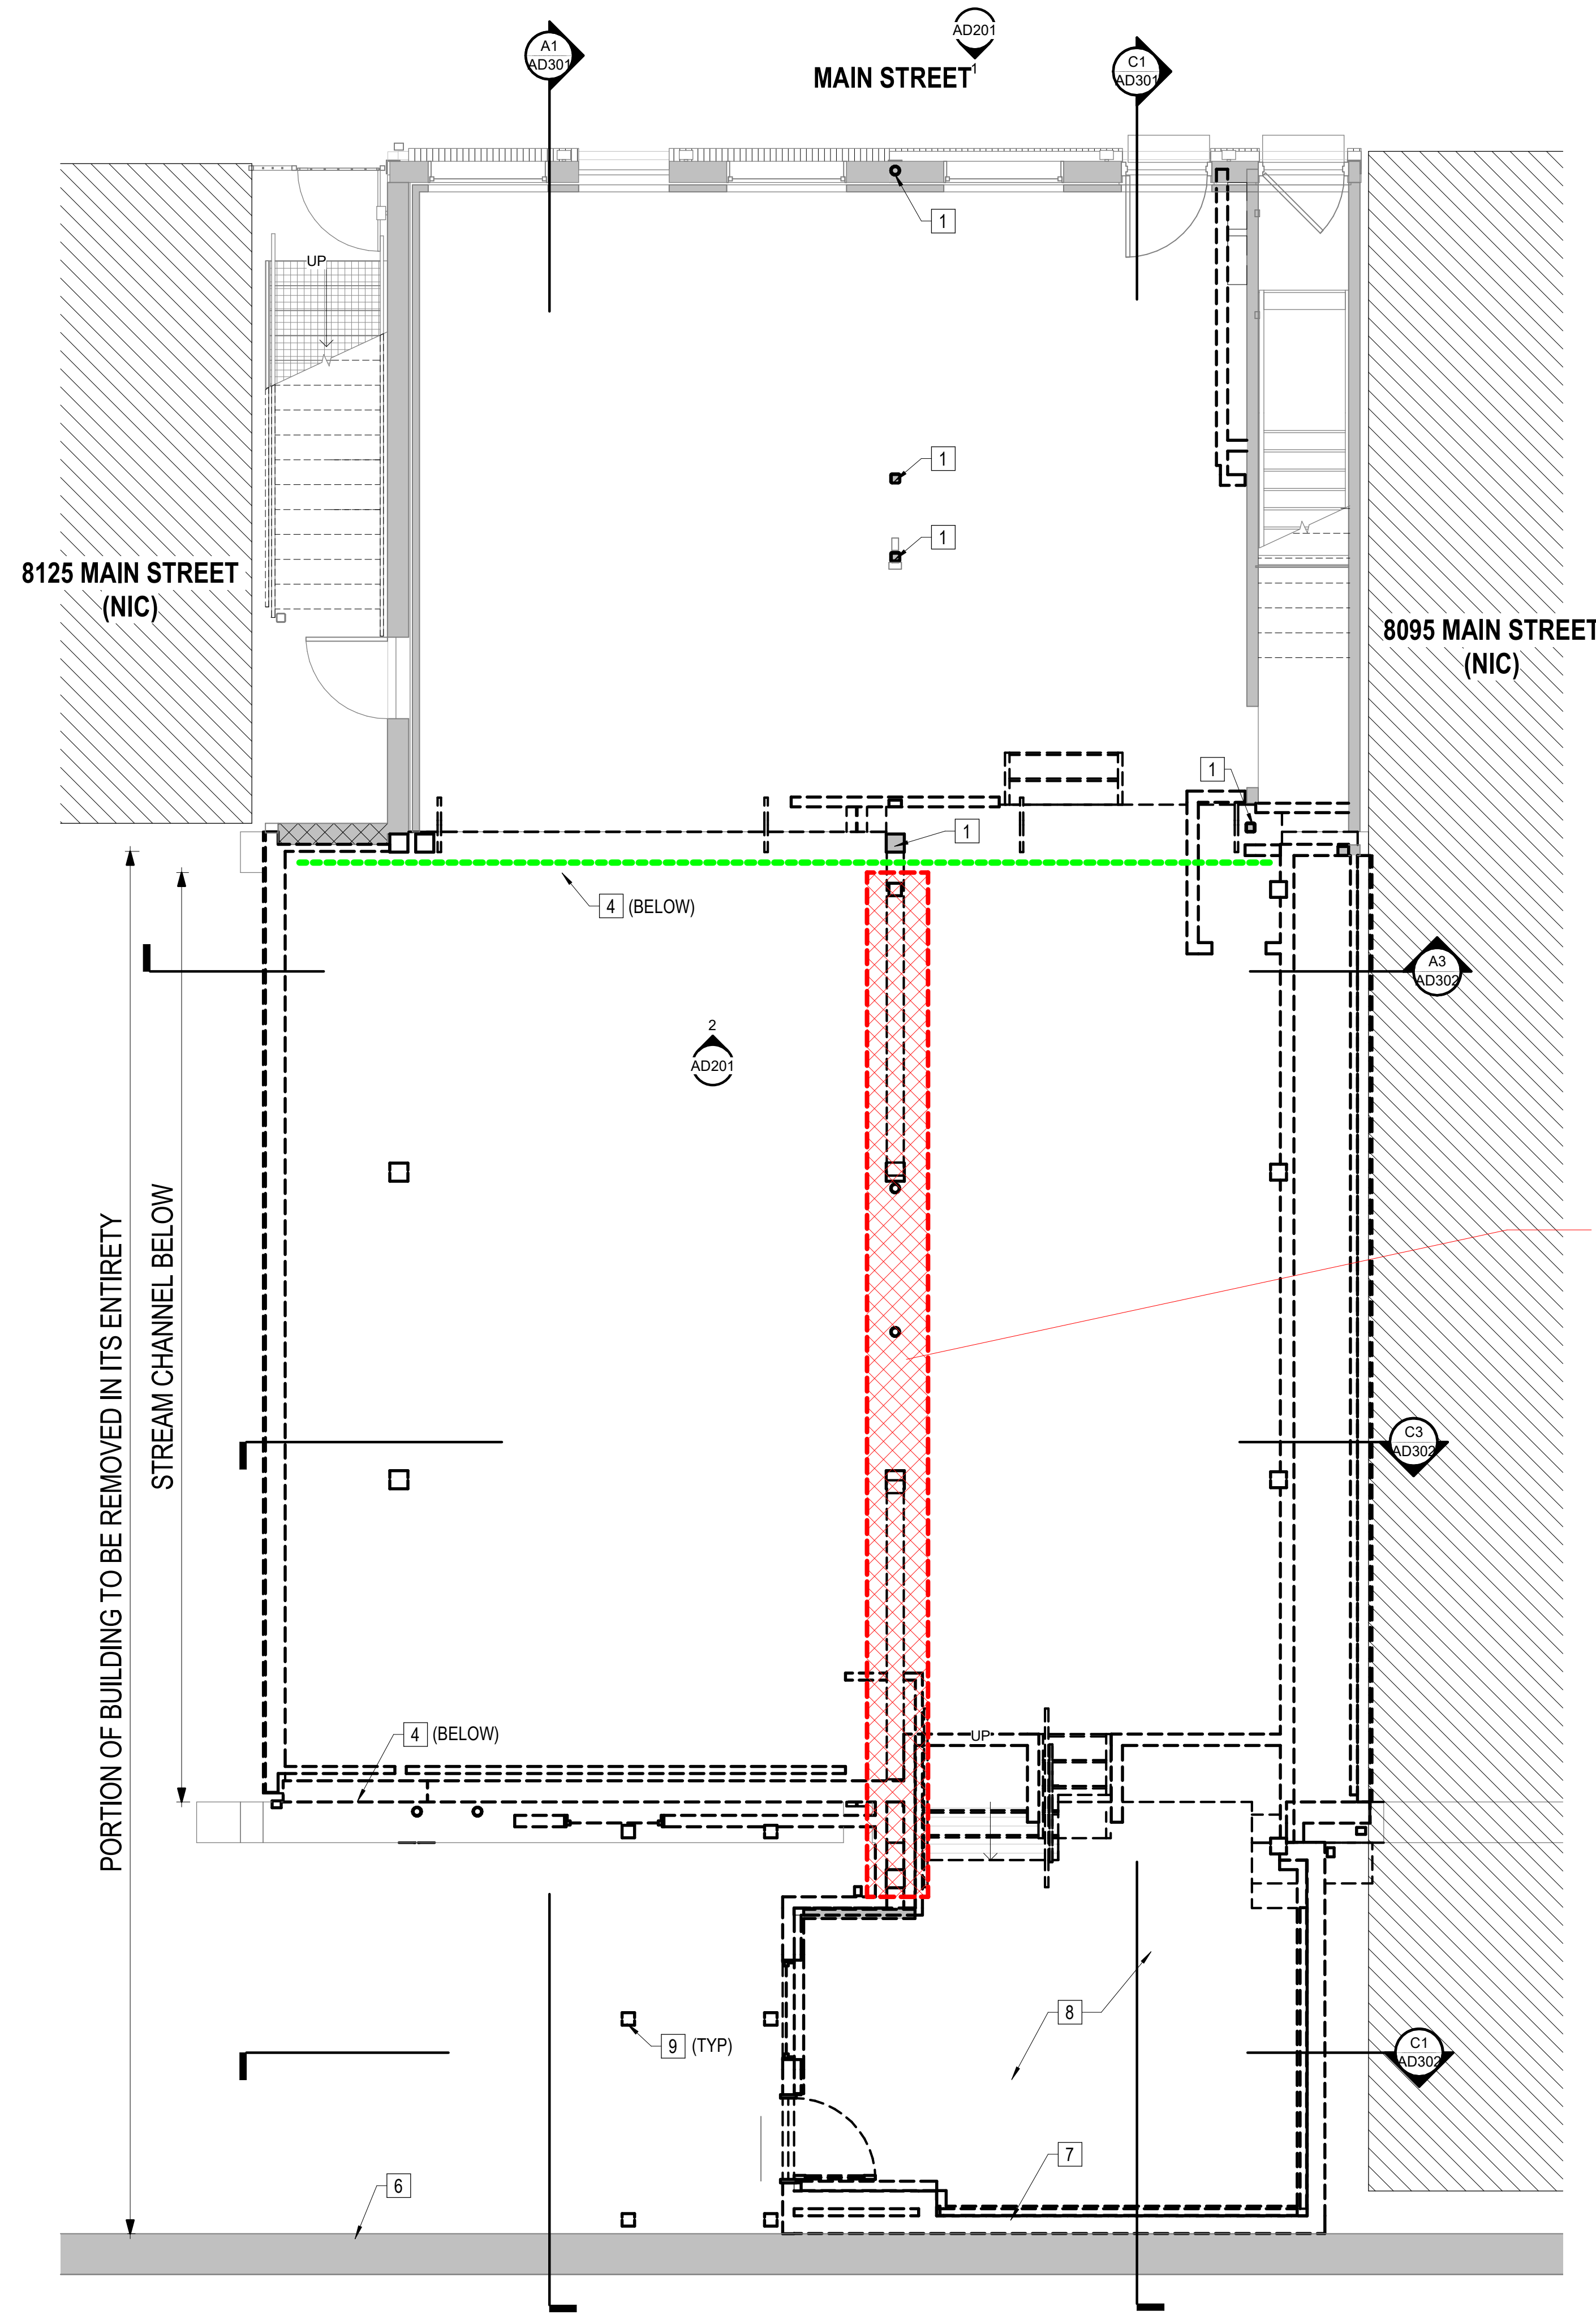 AD201
1
A1
AD301
MAIN STREET
C1
AD301
1
UP
1
1
8125 MAIN STREET
(NIC)
8095 MAIN STREET
(NIC)
1
1
4 (BELOW)
A3
AD302
2
AD201
PORTION OF BUILDING TO BE REMOVED IN ITS ENTIRETY
STREAM CHANNEL BELOW
C3
AD302
4 (BELOW)
UP
8
9 (TYP)
C1
AD302
7
6